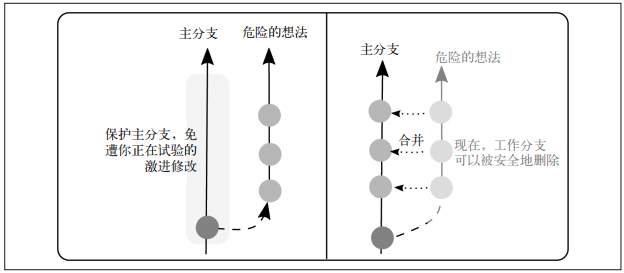 主分支
危险的想法
保护主分支，免
遭你正在试验的
激进修改
主分支
危险的想法
合并
现在，工作分支
可以被安全地删除